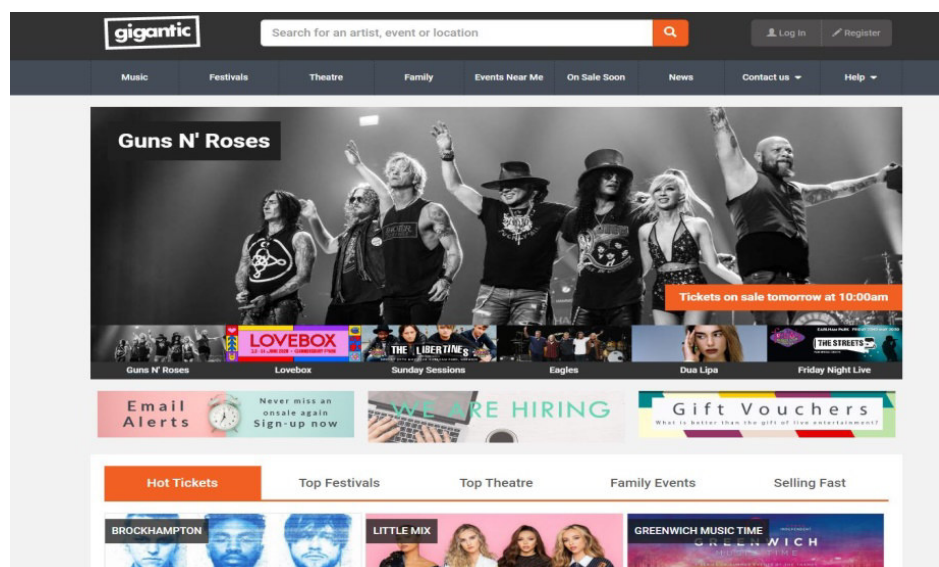 gigantic
Search for an artist, event or location
Log In
Register
Music
Festivals
Theatre
Family
Events Near Me
On Sale Soon
News
Contact us
Help
Guns N' Roses
Tickets on sale tomorrow at 10:00am
LOVEBOX
THE LIBERTINES
THE STREETS
Guns N' Roses
Lovebox
Sunday Sessions
Eagles
Dua Lipa
Friday Night Live
Email
Alerts
Never miss an
onsale again
Sign-up now
WE ARE HIRING
Gift Vouchers
What is better than the gift of live entertainment?
Hot Tickets
Top Festivals
Top Theatre
Family Events
Selling Fast
BROCKHAMPTON
LITTLE MIX
GREENWICH MUSIC TIME
GREENWICH
MUSIC TIME